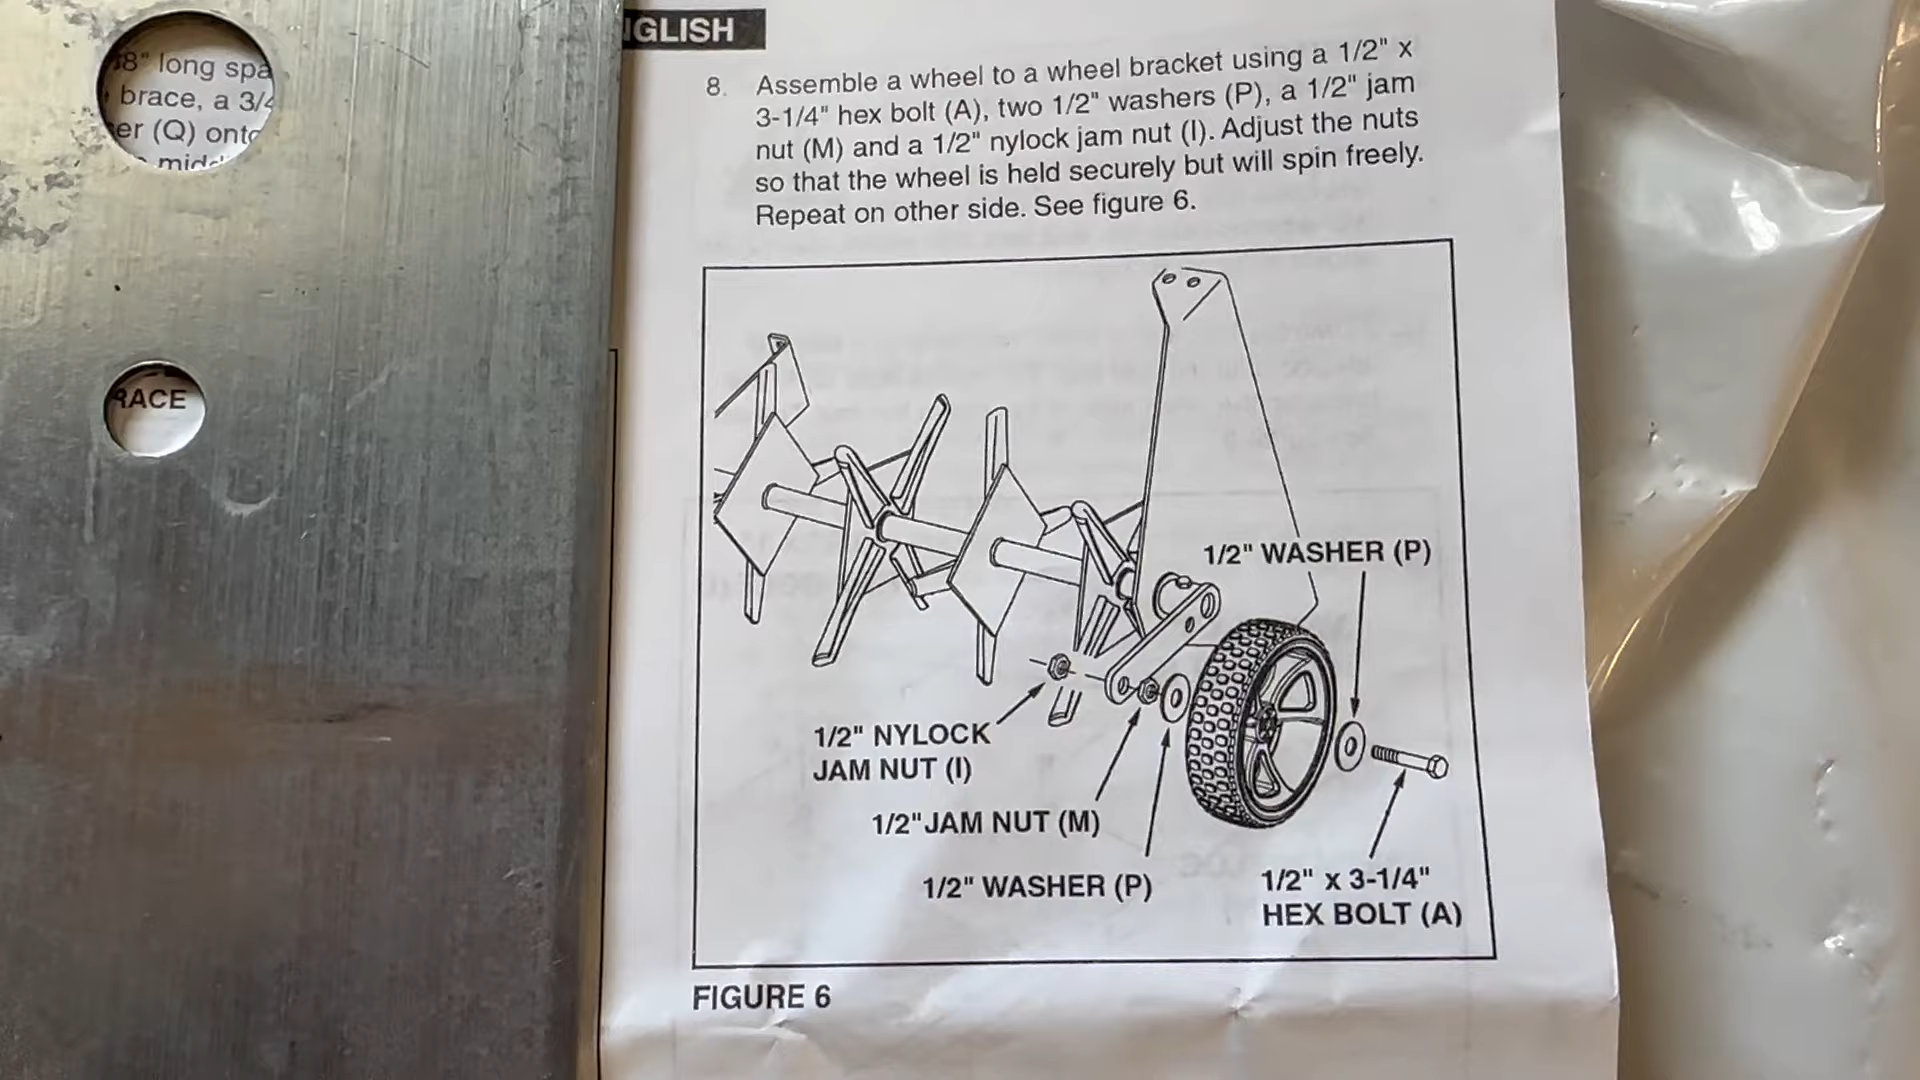 NGLISH
8" long spa
brace, a 3/4
er (Q) onto
RACE
8. Assemble a wheel to a wheel bracket using a 1/2" x
3-1/4" hex bolt (A), two 1/2" washers (P), a 1/2" jam
nut (M) and a 1/2" nylock jam nut (I). Adjust the nuts
so that the wheel is held securely but will spin freely.
Repeat on other side. See figure 6.
1/2" WASHER (P)
1/2" NYLOCK
JAM NUT (I)
1/2" JAM NUT (M)
1/2" WASHER (P)
1/2" x 3-1/4"
HEX BOLT (A)
FIGURE 6